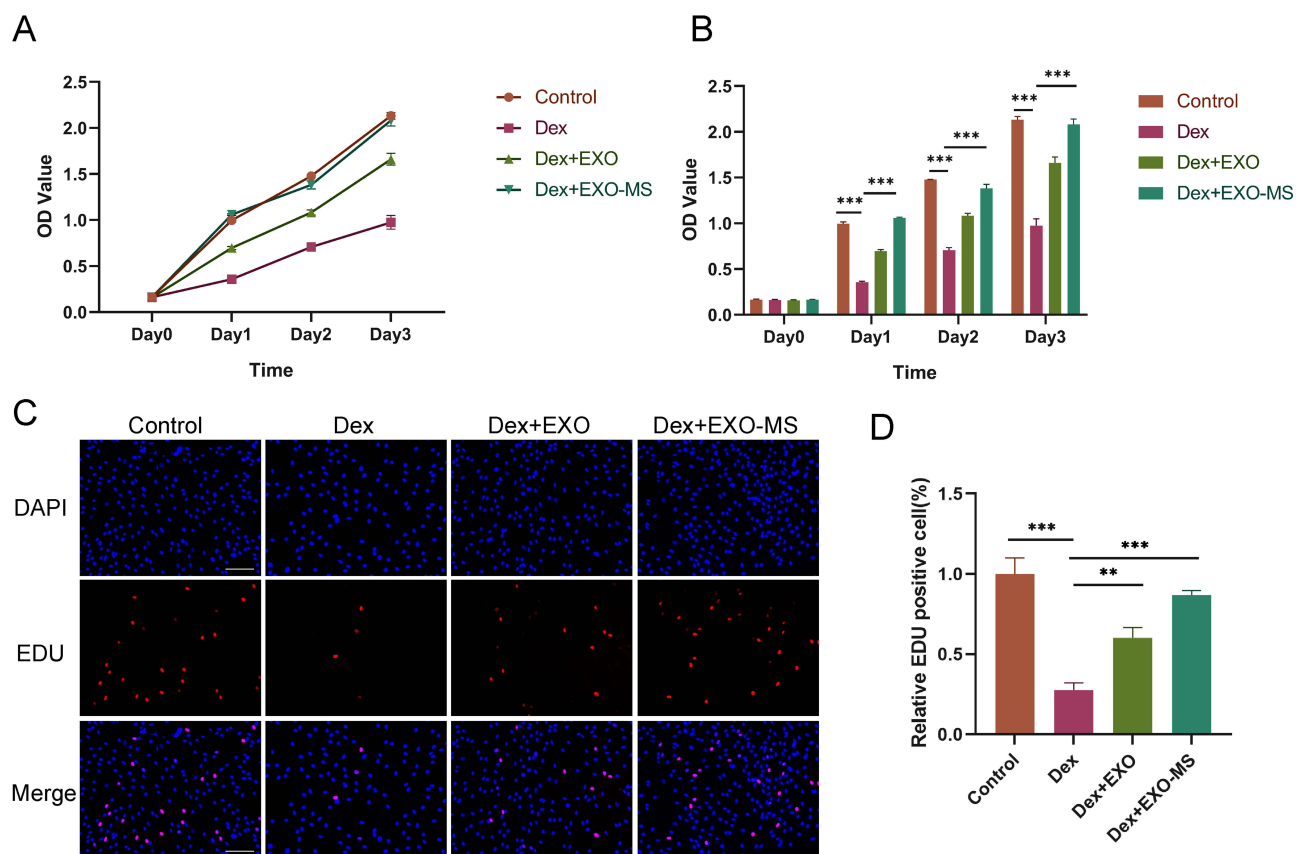 A
2.5
2.0
1.5
1.0
0.5
0.0
OD Value
Day0 Day1 Day2 Day3
Time
Control
Dex
Dex+EXO
Dex+EXO-MS
B
2.5
2.0
1.5
1.0
0.5
0.0
OD Value
*** ***
*** ***
*** ***
Day0 Day1 Day2 Day3
Time
Control
Dex
Dex+EXO
Dex+EXO-MS
C
Control Dex Dex+EXO Dex+EXO-MS
DAPI
EDU
Merge
D
1.5
1.0
0.5
0.0
Relative EDU positive cell(%)
***
***
**
Control
Dex
Dex+EXO
Dex+EXO-MS